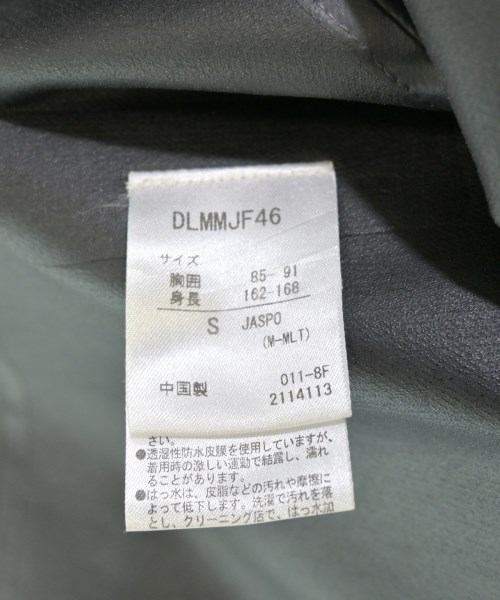 DLMMJF46
サイズ
胸囲 85-91
身長 162-168
S JASPO
(M-MLT)
011-8F
中国製 2114113
さい。
●透湿性防水皮膜を使用していますが、
着用時の激しい運動で結露し、濡れ
ることがあります。
●はっ水は、皮脂などの汚れや摩擦に
よって低下します。洗濯で汚れを落
とし、クリーニング店で、はっ水加